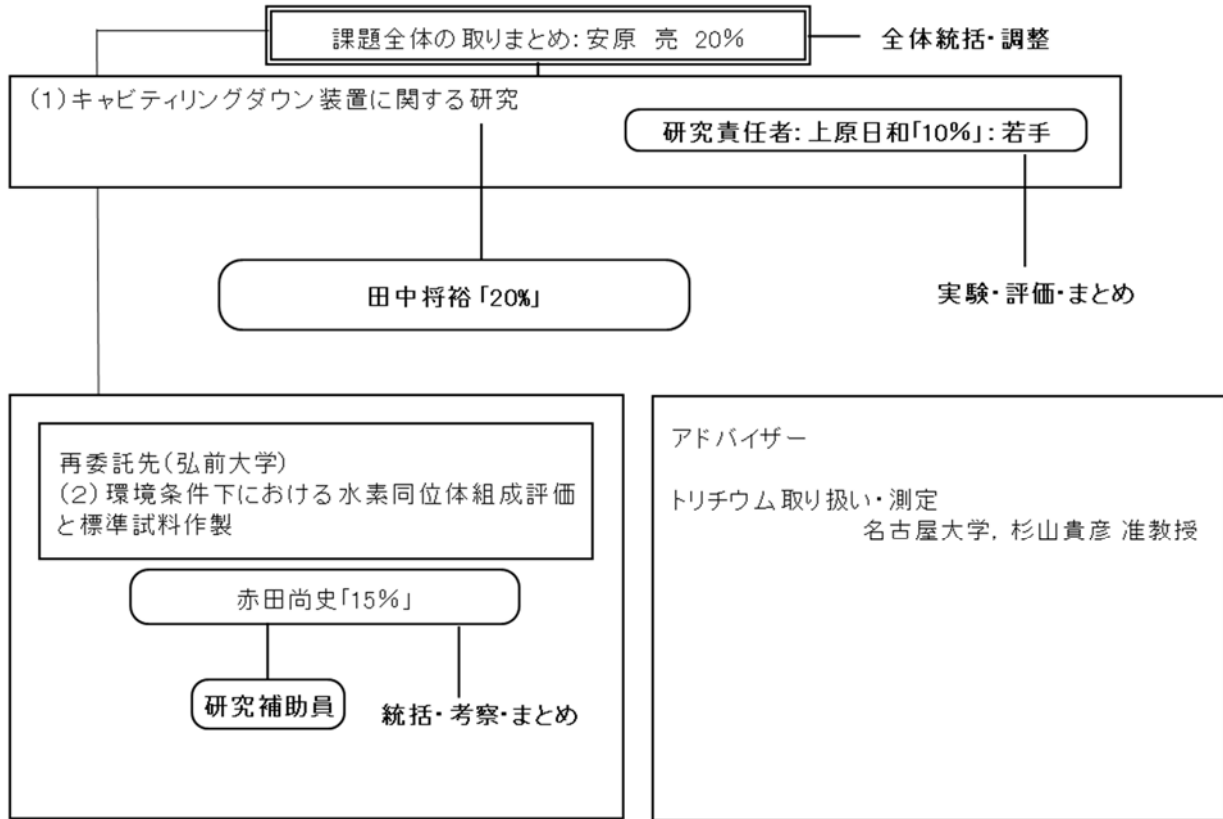 課題全体の取りまとめ: 安原 亮 20%
全体統括・調整
(1)キャビティリングダウン装置に関する研究
研究責任者: 上原日和「10%」: 若手
田中将裕「20%」
実験・評価・まとめ
再委託先(弘前大学)
(2)環境条件下における水素同位体組成評価
と標準試料作製
赤田尚史「15%」
研究補助員
統括・考察・まとめ
アドバイザー
トリチウム取り扱い・測定
名古屋大学, 杉山貴彦 准教授